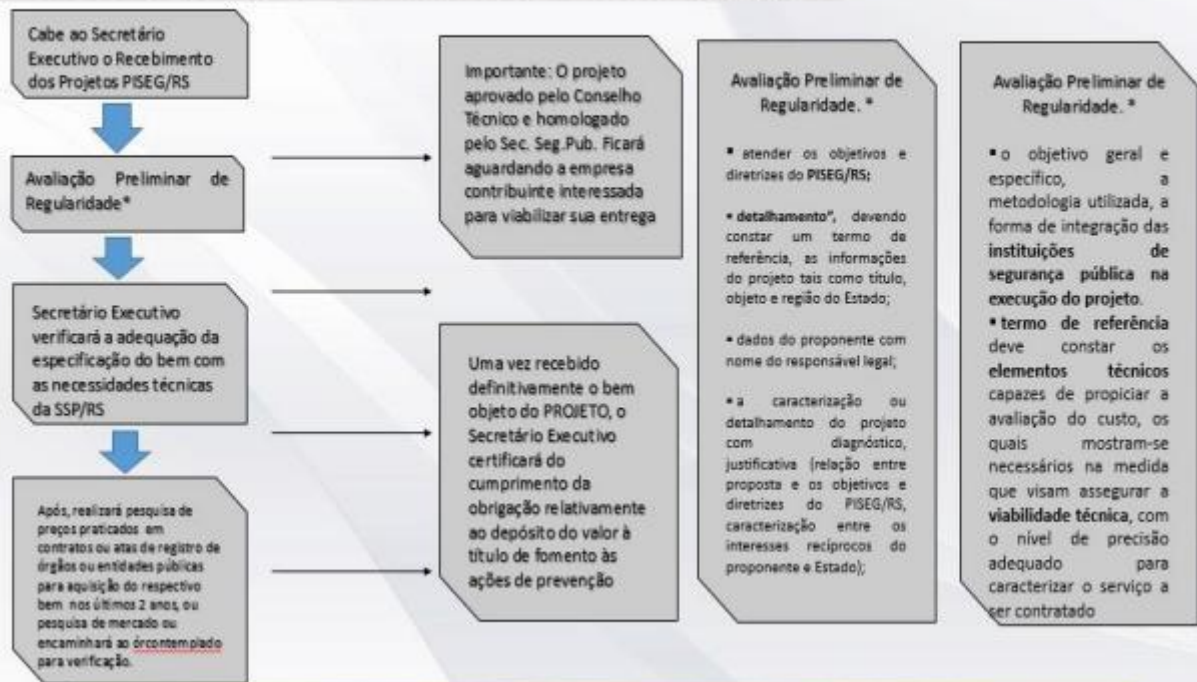 Cabe ao Secretário
Executivo o Recebimento
dos Projetos PISEG/RS
Avaliação Preliminar de
Regularidade*
Secretário Executivo
verificará a adequação da
especificação do bem com
as necessidades técnicas
da SSP/RS
Após, realizará pesquisa de
preços praticados em
contratos ou atas de registro de
órgãos ou entidades públicas
para aquisição do respectivo
bem nos últimos 2 anos, ou
pesquisa de mercado ou
encaminhará ao órcontemplado
para verificação.
Importante: O projeto
aprovado pelo Conselho
Técnico e homologado
pelo Sec. Seg.Pub. Ficará
aguardando a empresa
contribuinte interessada
para viabilizar sua entrega
Uma vez recebido
definitivamente o bem
objeto do PROJETO, o
Secretário Executivo
certificará do
cumprimento da
obrigação relativamente
ao depósito do valor à
título de fomento às
ações de prevenção
Avaliação Preliminar de
Regularidade. *
▪ atender os objetivos e
diretrizes do PISEG/RS;
▪ detalhamento”, devendo
constar um termo de
referência, as informações
do projeto tais como título,
objeto e região do Estado;
▪ dados do proponente com
nome do responsável legal;
▪ a caracterização ou
detalhamento do projeto
com diagnóstico,
justificativa (relação entre
proposta e os objetivos e
diretrizes do PISEG/RS,
caracterização entre os
interesses recíprocos do
proponente e Estado);
Avaliação Preliminar de
Regularidade. *
▪ o objetivo geral e
específico, a
metodologia utilizada, a
forma de integração das
instituições de
segurança pública na
execução do projeto.
▪ termo de referência
deve constar os
elementos técnicos
capazes de propiciar a
avaliação do custo, os
quais mostram-se
necessários na medida
que visam assegurar a
viabilidade técnica, com
o nível de precisão
adequado para
caracterizar o serviço a
ser contratado